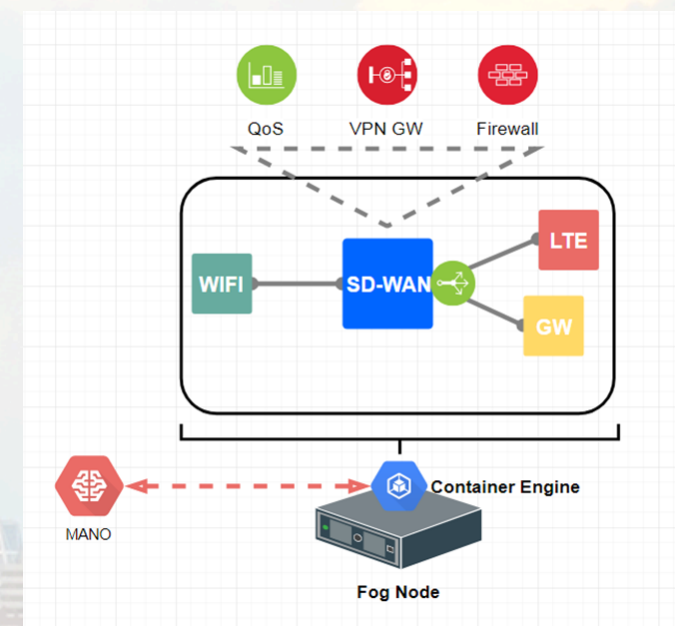 QoS
VPN GW
Firewall
LTE
WIFI
SD-WAN
GW
Container Engine
MANO
Fog Node